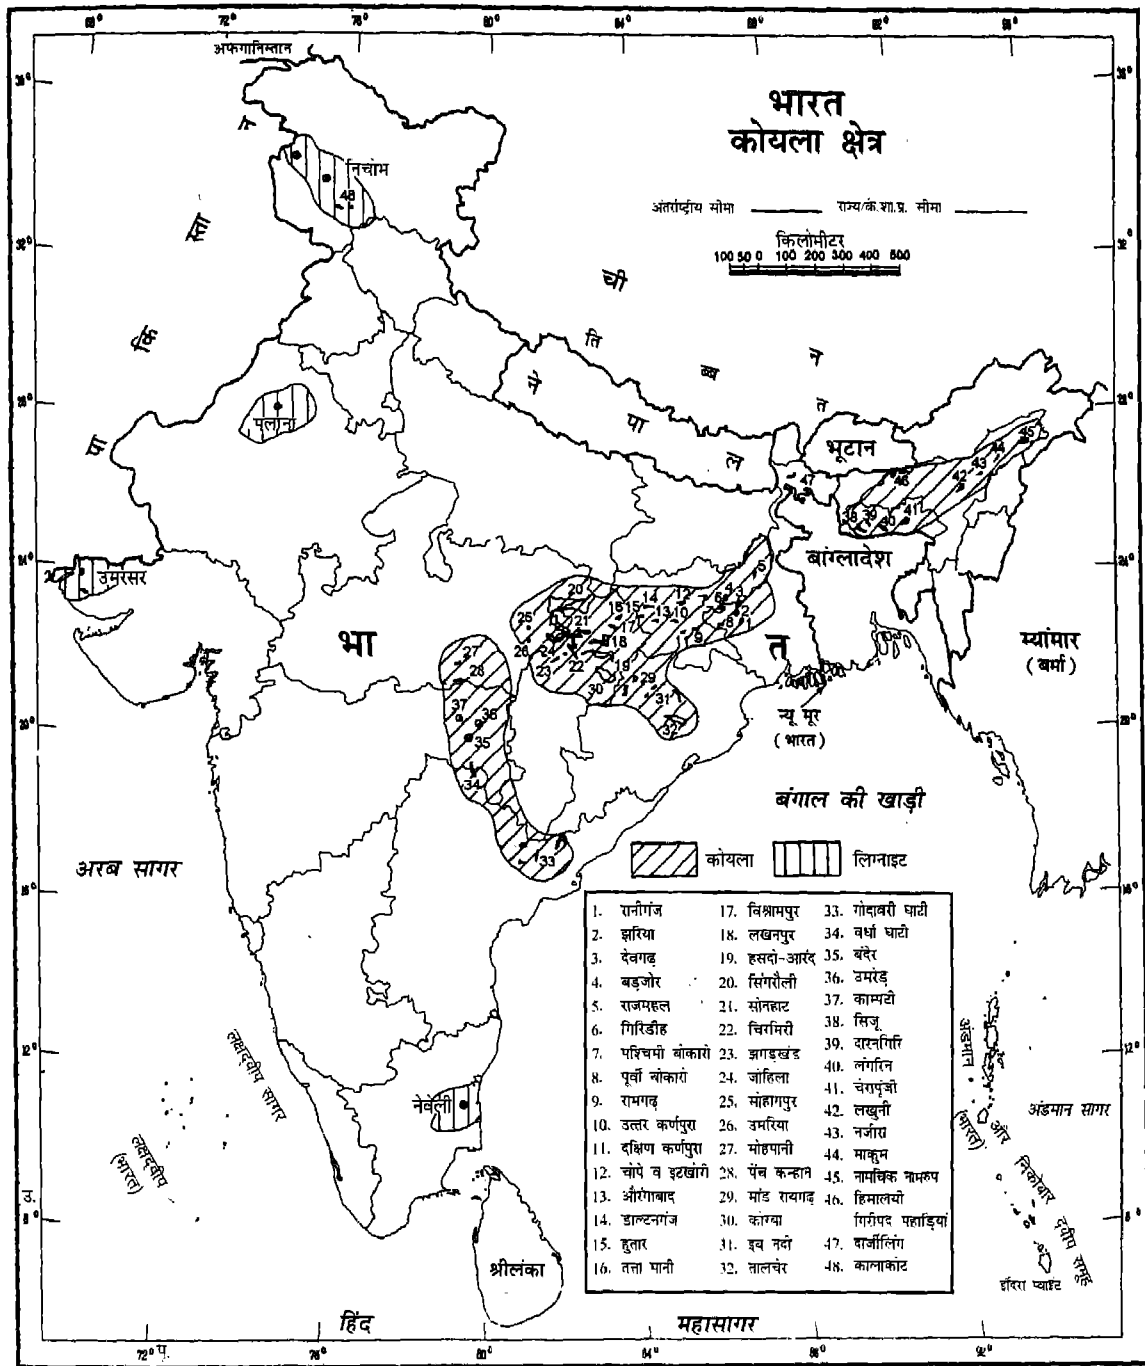 अफगानिस्तान
भारत
कोयला क्षेत्र
अंतर्राष्ट्रीय सीमा
राज्य/के.शा.प्र. सीमा
किलोमीटर
100 50 0 100 200 300 400 500
पा कि स्ता न
ची न
ति ब्ब त
निचोम
48
पलाना
ने पा ल
भूटान
बांग्लादेश
उमरसर
भा
र
त
म्यांमार
(बर्मा)
न्यू मूर
(भारत)
बंगाल की खाड़ी
अरब सागर
कोयला
लिग्नाइट
1. रानीगंज
2. झरिया
3. देवगढ़
4. बड़जोर
5. राजमहल
6. गिरिडीह
7. पश्चिमी बोकारो
8. पूर्वी बोकारो
9. रामगढ़
10. उत्तर कर्णपुरा
11. दक्षिण कर्णपुरा
12. चोपे व इटखोरी
13. औरंगाबाद
14. डाल्टनगंज
15. हुतार
16. तत्ता पानी
17. विश्रामपुर
18. लखनपुर
19. हसदो-आरंद
20. सिंगरौली
21. सोनहाट
22. चिरमिरी
23. झगड़खंड
24. जोहिला
25. सोहागपुर
26. उमरिया
27. मोहपानी
28. पेंच कन्हान
29. मांड रायगढ़
30. कोरबा
31. इब नदी
32. तालचेर
33. गोदावरी घाटी
34. वर्धा घाटी
35. बंदेर
36. उमरेड़
37. काम्पटी
38. सिजू
39. दारनगिरि
40. लंगरिन
41. चेरापूंजी
42. लखुनी
43. नजीरा
44. माकुम
45. नामचिक नामरुप
46. हिमालयी
गिरीपद पहाड़ियां
47. दार्जीलिंग
48. कालाकोट
नेवेली
लक्षद्वीप सागर
लक्षद्वीप
(भारत)
श्रीलंका
अंडमान और निकोबार द्वीप समूह
(भारत)
अंडमान सागर
इंदिरा प्वाइंट
हिंद
महासागर